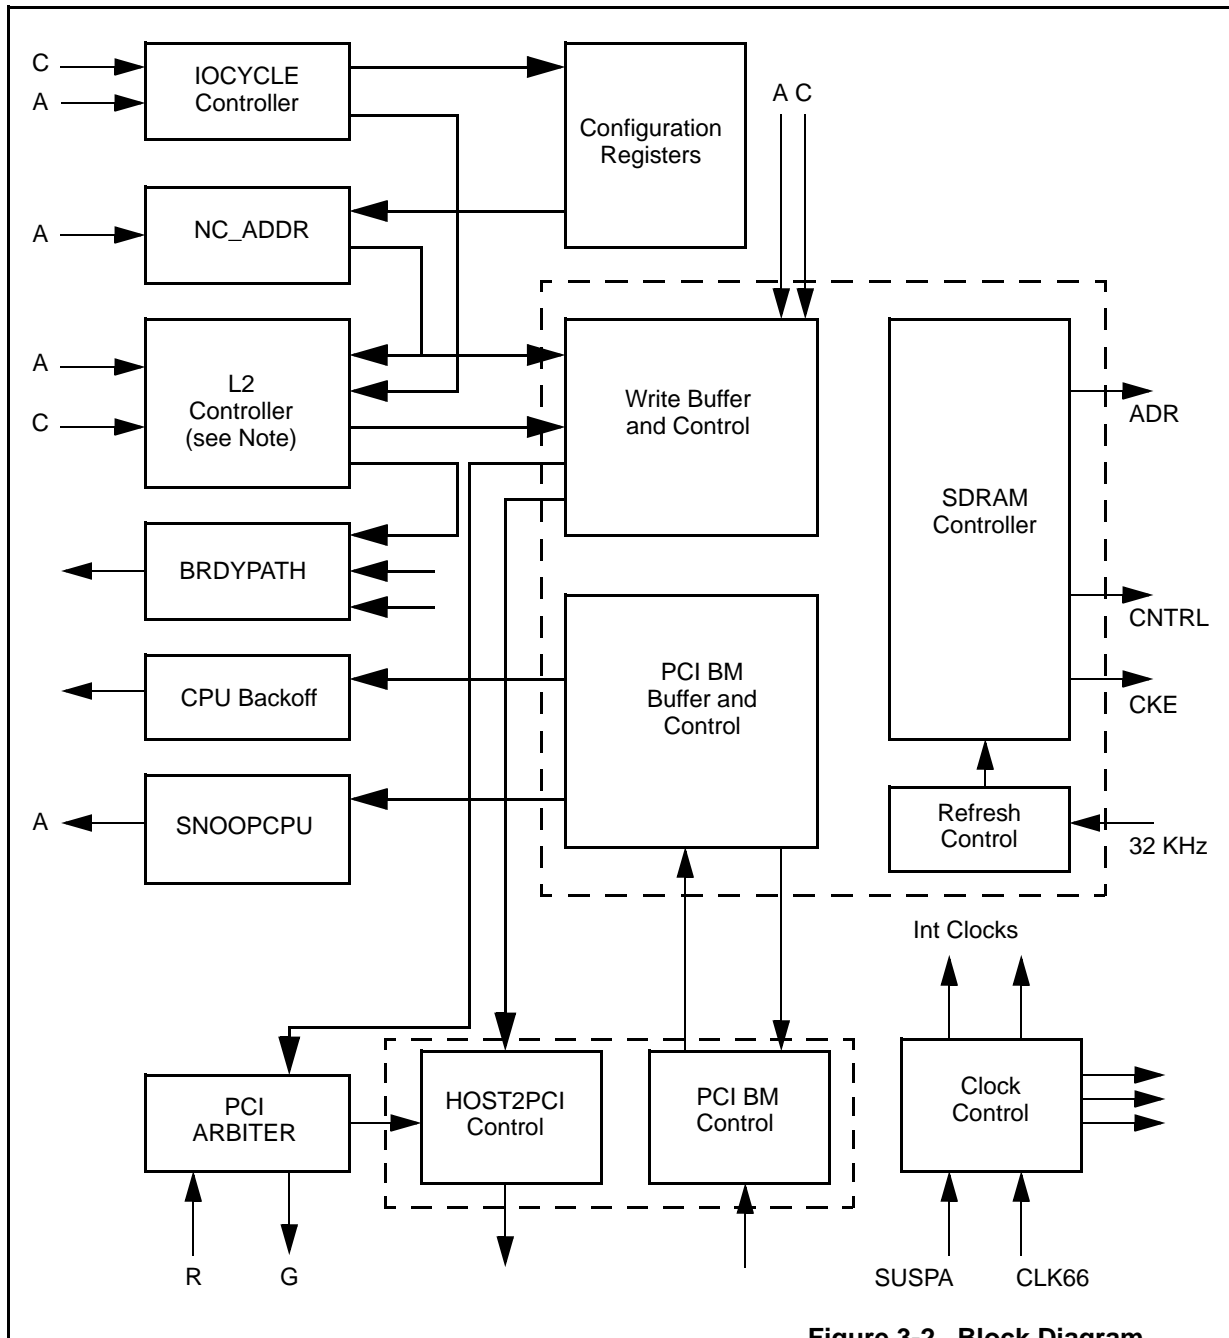 C
IOCYCLE
Controller
A
Configuration
Registers
A C
A
NC_ADDR
A
L2
Controller
(see Note)
C
Write Buffer
and Control
SDRAM
Controller
ADR
CNTRL
CKE
BRDYPATH
CPU Backoff
PCI BM
Buffer and
Control
A
SNOOPCPU
Refresh
Control
32 KHz
Int Clocks
PCI
ARBITER
HOST2PCI
Control
PCI BM
Control
Clock
Control
R
G
SUSPA
CLK66
Figure 3-2 Block Diagram